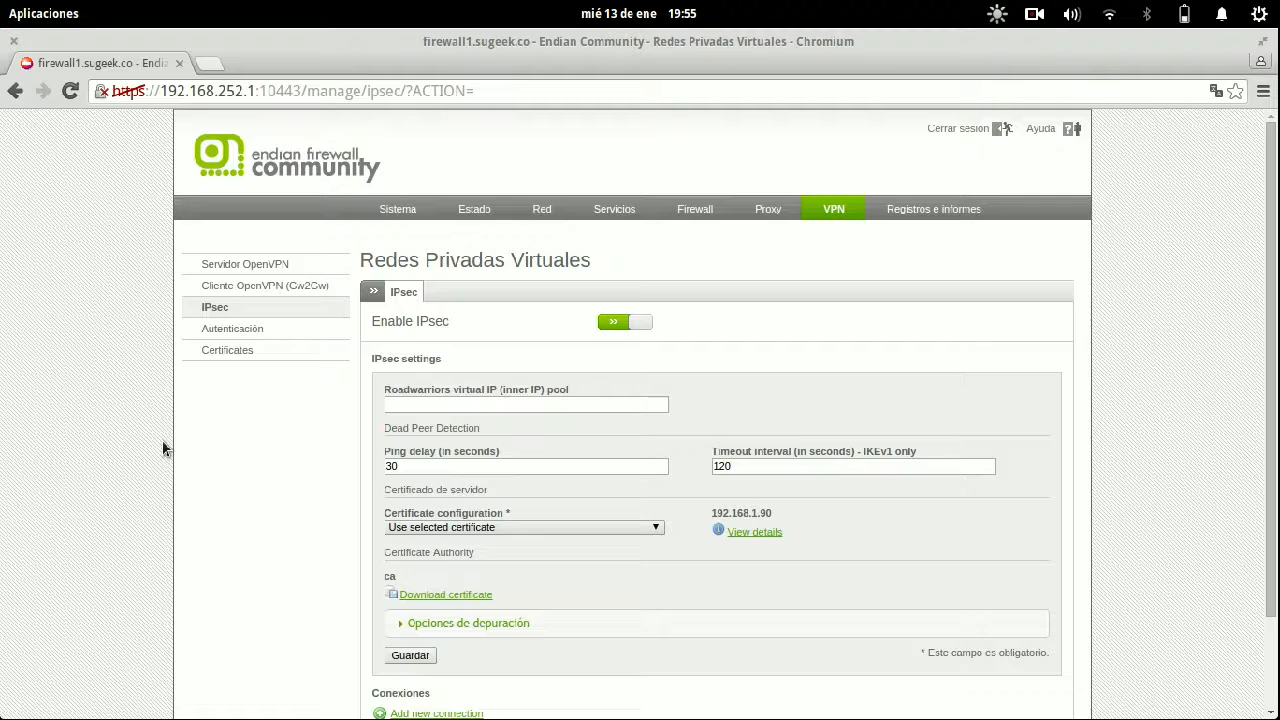 Aplicaciones
mié 13 de ene 19:55
firewall1.sugeek.co - Endian Community - Redes Privadas Virtuales - Chromium
firewall1.sugeek.co - Endia
https://192.168.252.1:10443/manage/ipsec/?ACTION=
Cerrar sesión Ayuda
endian firewall
community
Sistema Estado Red Servicios Firewall Proxy VPN Registros e informes
Servidor OpenVPN
Cliente OpenVPN (Gw2Gw)
IPsec
Autenticación
Certificates
Redes Privadas Virtuales
» IPsec
Enable IPsec »
IPsec settings
Roadwarriors virtual IP (inner IP) pool
Dead Peer Detection
Ping delay (in seconds) Timeout interval (in seconds) - IKEv1 only
30 120
Certificado de servidor
Certificate configuration * 192.168.1.90
Use selected certificate View details
Certificate Authority
ca
Download certificate
Opciones de depuración
Guardar * Este campo es obligatorio.
Conexiones
Add new connection